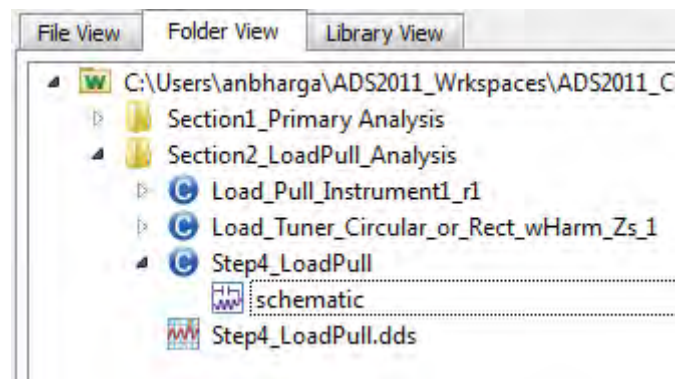 File View Folder View Library View
W C:\Users\anbharga\ADS2011_Wrkspaces\ADS2011_C
Section1_Primary Analysis
Section2_LoadPull_Analysis
C Load_Pull_Instrument1_r1
C Load_Tuner_Circular_or_Rect_wHarm_Zs_1
C Step4_LoadPull
schematic
Step4_LoadPull.dds